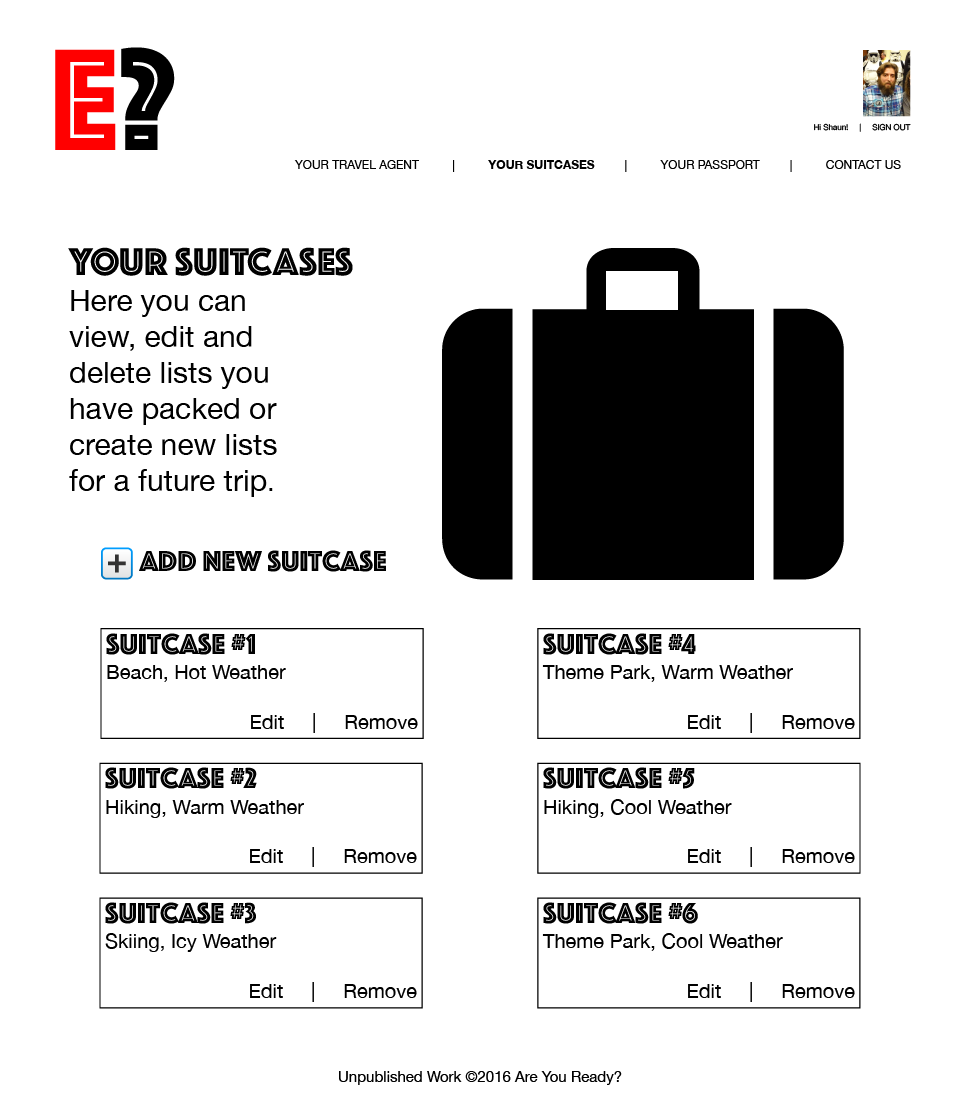 E?
Hi Shaun! | SIGN OUT
YOUR TRAVEL AGENT | YOUR SUITCASES | YOUR PASSPORT | CONTACT US
YOUR SUITCASES
Here you can
view, edit and
delete lists you
have packed or
create new lists
for a future trip.
+ ADD NEW SUITCASE
SUITCASE #1
Beach, Hot Weather
Edit | Remove
SUITCASE #2
Hiking, Warm Weather
Edit | Remove
SUITCASE #3
Skiing, Icy Weather
Edit | Remove
SUITCASE #4
Theme Park, Warm Weather
Edit | Remove
SUITCASE #5
Hiking, Cool Weather
Edit | Remove
SUITCASE #6
Theme Park, Cool Weather
Edit | Remove
Unpublished Work ©2016 Are You Ready?